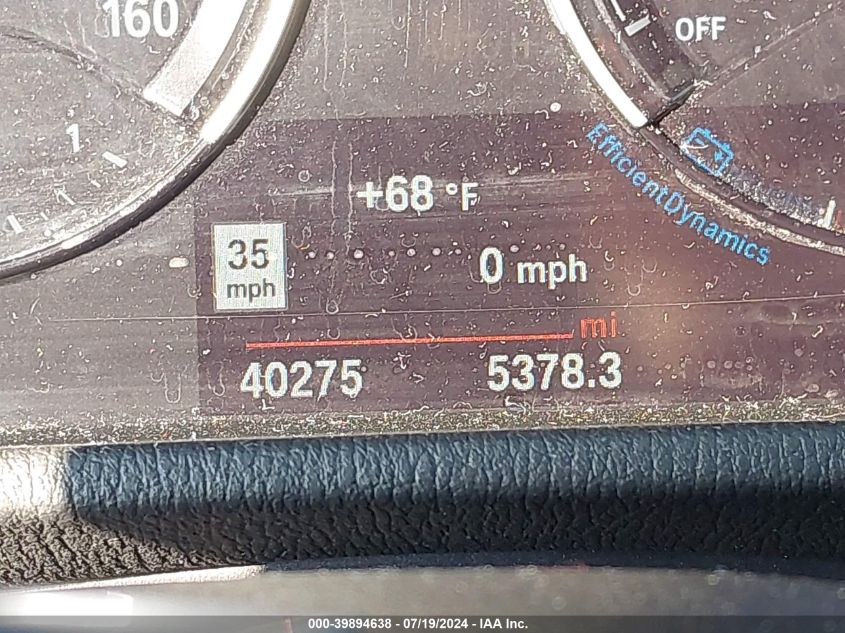 160
OFF
1
EfficientDynamics
+68 °F
35
mph
0 mph
mi
40275
5378.3
000-39894638 - 07/19/2024 - IAA Inc.